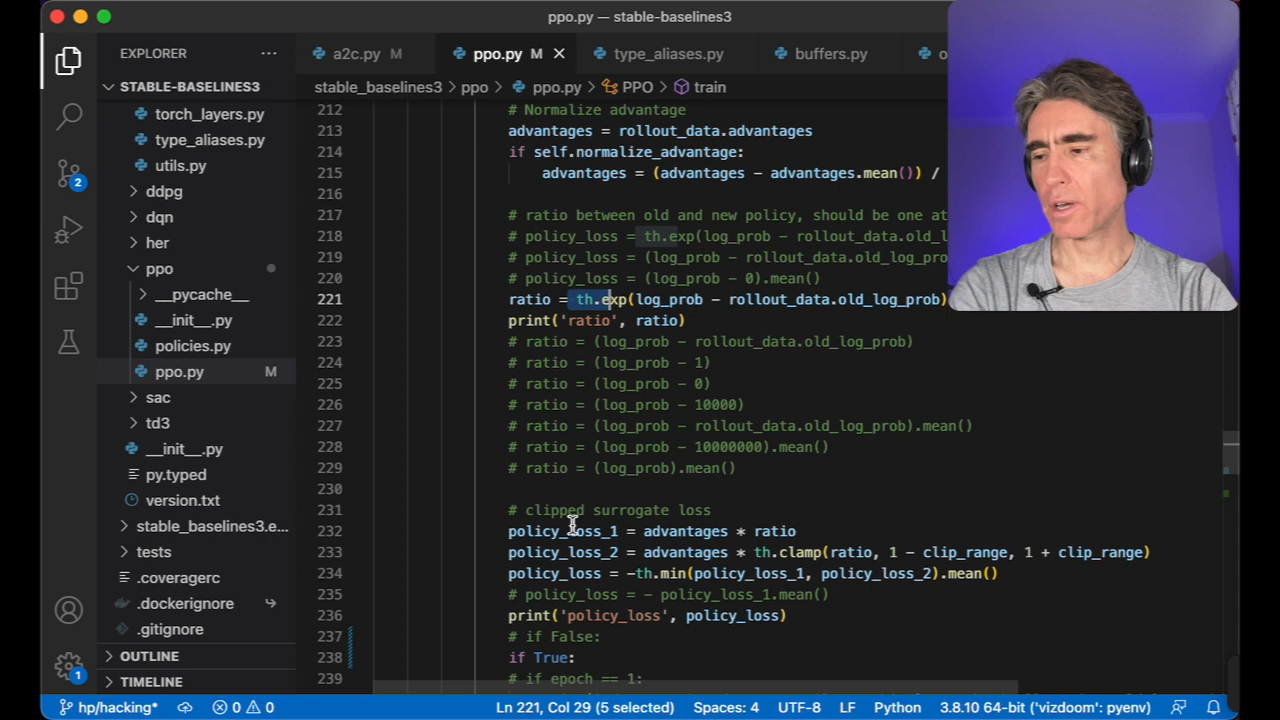 ppo.py — stable-baselines3
EXPLORER
a2c.py M
ppo.py M
type_aliases.py
buffers.py
STABLE-BASELINES3
stable_baselines3 > ppo > ppo.py > PPO > train
torch_layers.py
type_aliases.py
utils.py
ddpg
dqn
her
ppo
__pycache__
__init__.py
policies.py
ppo.py M
sac
td3
__init__.py
py.typed
version.txt
stable_baselines3.e...
tests
.coveragerc
.dockerignore
.gitignore
OUTLINE
TIMELINE
2
1
212 # Normalize advantage
213 advantages = rollout_data.advantages
214 if self.normalize_advantage:
215 advantages = (advantages - advantages.mean()) /
216
217 # ratio between old and new policy, should be one at
218 # policy_loss = th.exp(log_prob - rollout_data.old_l
219 # policy_loss = (log_prob - rollout_data.old_log_pro
220 # policy_loss = (log_prob - 0).mean()
221 ratio = th.exp(log_prob - rollout_data.old_log_prob)
222 print('ratio', ratio)
223 # ratio = (log_prob - rollout_data.old_log_prob)
224 # ratio = (log_prob - 1)
225 # ratio = (log_prob - 0)
226 # ratio = (log_prob - 10000)
227 # ratio = (log_prob - rollout_data.old_log_prob).mean()
228 # ratio = (log_prob - 10000000).mean()
229 # ratio = (log_prob).mean()
230
231 # clipped surrogate loss
232 policy_loss_1 = advantages * ratio
233 policy_loss_2 = advantages * th.clamp(ratio, 1 - clip_range, 1 + clip_range)
234 policy_loss = -th.min(policy_loss_1, policy_loss_2).mean()
235 # policy_loss = - policy_loss_1.mean()
236 print('policy_loss', policy_loss)
237 # if False:
238 if True:
239 # if epoch == 1:
hp/hacking* 0 0 Ln 221, Col 29 (5 selected) Spaces: 4 UTF-8 LF Python 3.8.10 64-bit ('vizdoom': pyenv)